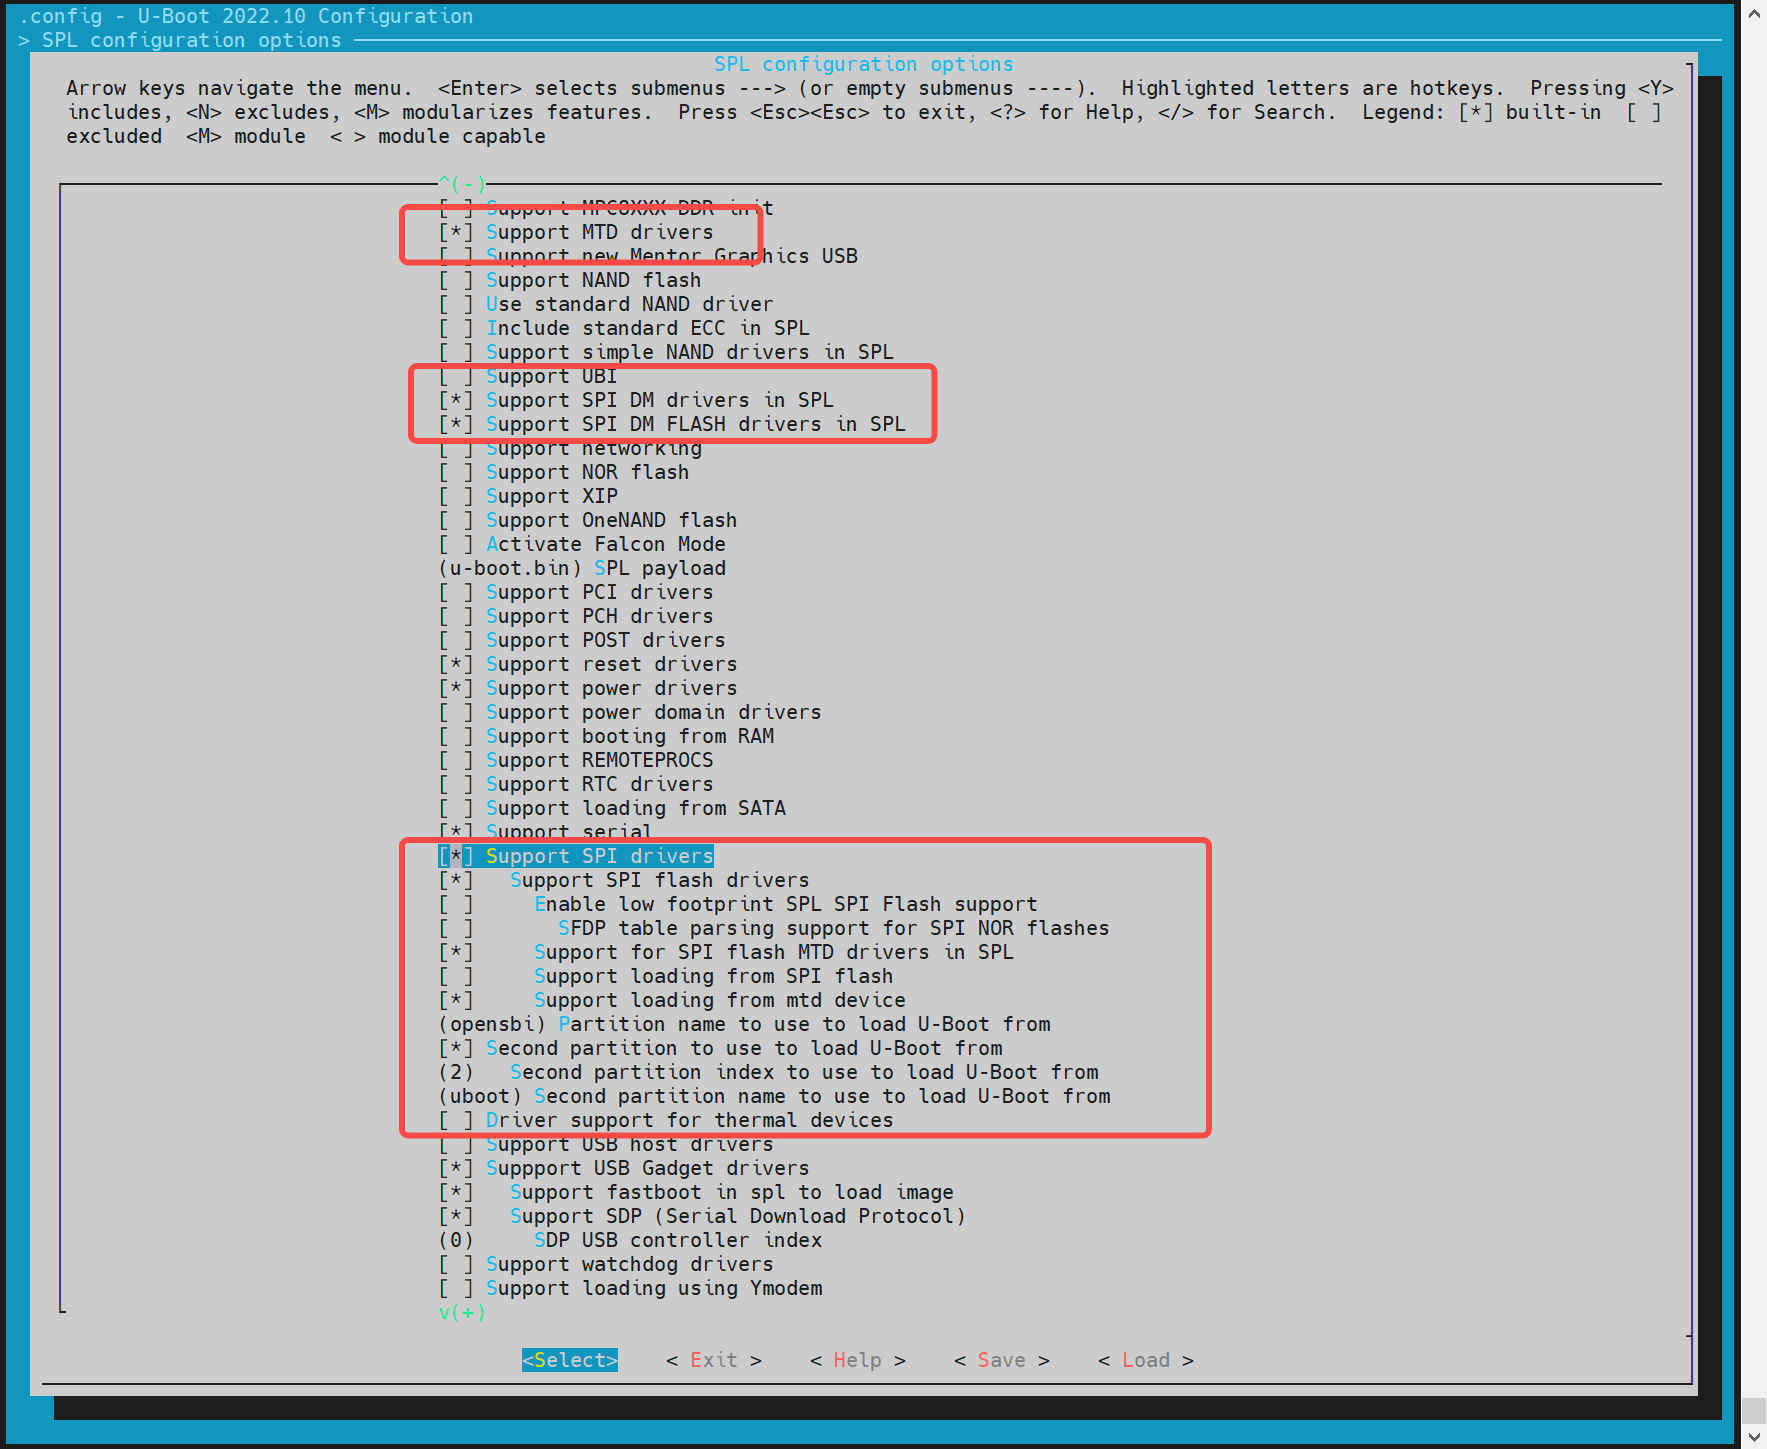 .config - U-Boot 2022.10 Configuration
> SPL configuration options
SPL configuration options
Arrow keys navigate the menu.  <Enter> selects submenus ---> (or empty submenus ----).  Highlighted letters are hotkeys.  Pressing <Y>
includes, <N> excludes, <M> modularizes features.  Press <Esc><Esc> to exit, <?> for Help, </> for Search.  Legend: [*] built-in  [ ]
excluded  <M> module  < > module capable
^(-)
[ ] Support MPC8XXX DDR init
[*] Support MTD drivers
[ ] Support new Mentor Graphics USB
[ ] Support NAND flash
[ ] Use standard NAND driver
[ ] Include standard ECC in SPL
[ ] Support simple NAND drivers in SPL
[ ] Support UBI
[*] Support SPI DM drivers in SPL
[*] Support SPI DM FLASH drivers in SPL
[ ] Support networking
[ ] Support NOR flash
[ ] Support XIP
[ ] Support OneNAND flash
[ ] Activate Falcon Mode
(u-boot.bin) SPL payload
[ ] Support PCI drivers
[ ] Support PCH drivers
[ ] Support POST drivers
[*] Support reset drivers
[*] Support power drivers
[ ] Support power domain drivers
[ ] Support booting from RAM
[ ] Support REMOTEPROCS
[ ] Support RTC drivers
[ ] Support loading from SATA
[*] Support serial
[*] Support SPI drivers
[*]   Support SPI flash drivers
[ ]     Enable low footprint SPL SPI Flash support
[ ]       SFDP table parsing support for SPI NOR flashes
[*]     Support for SPI flash MTD drivers in SPL
[ ]     Support loading from SPI flash
[*]     Support loading from mtd device
(opensbi) Partition name to use to load U-Boot from
[*] Second partition to use to load U-Boot from
(2)   Second partition index to use to load U-Boot from
(uboot) Second partition name to use to load U-Boot from
[ ] Driver support for thermal devices
[ ] Support USB host drivers
[*] Suppport USB Gadget drivers
[*]   Support fastboot in spl to load image
[*]   Support SDP (Serial Download Protocol)
(0)     SDP USB controller index
[ ] Support watchdog drivers
[ ] Support loading using Ymodem
v(+)
<Select>    < Exit >    < Help >    < Save >    < Load >